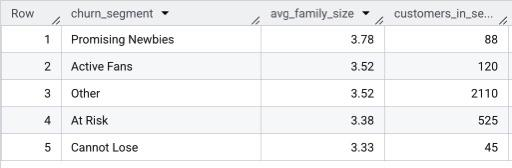 Row churn_segment avg_family_size customers_in_se...
1 Promising Newbies 3.78 88
2 Active Fans 3.52 120
3 Other 3.52 2110
4 At Risk 3.38 525
5 Cannot Lose 3.33 45